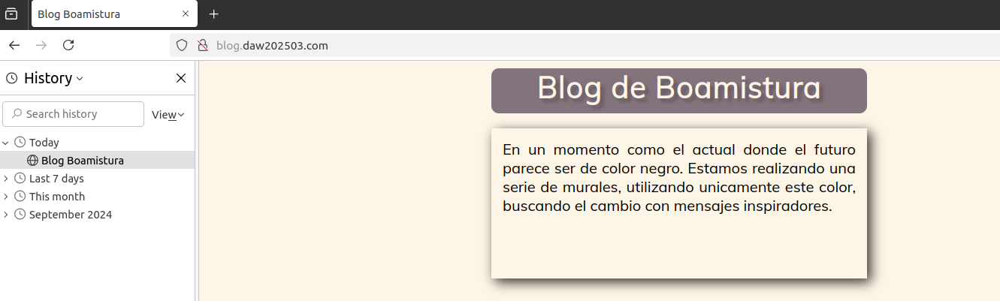 Blog Boamistura
blog.daw202503.com
History
Search history
View
Today
Blog Boamistura
Last 7 days
This month
September 2024
Blog de Boamistura
En un momento como el actual donde el futuro
parece ser de color negro. Estamos realizando una
serie de murales, utilizando unicamente este color,
buscando el cambio con mensajes inspiradores.